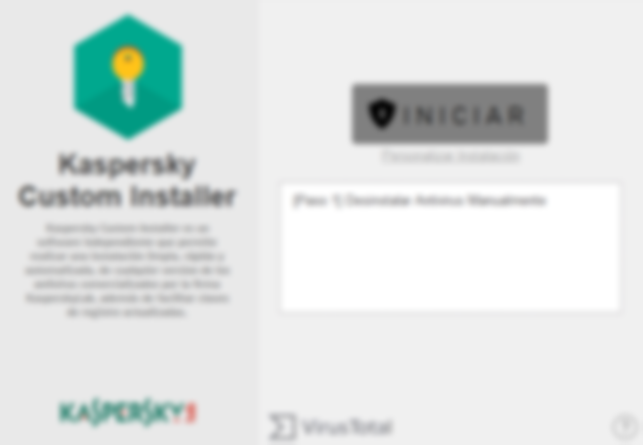 Kaspersky
Custom Installer
Kaspersky Custom Installer es un
software independiente que permite
realizar una instalación limpia, rápida y
automatizada, de cualquier versión de los
antivirus comercializados por la firma
KasperskyLab, además de facilitar claves
de registro actualizadas.
KASPERSKY
INICIAR
Personalizar Instalación
[Paso 1] Desinstalar Antivirus Manualmente
VirusTotal
?